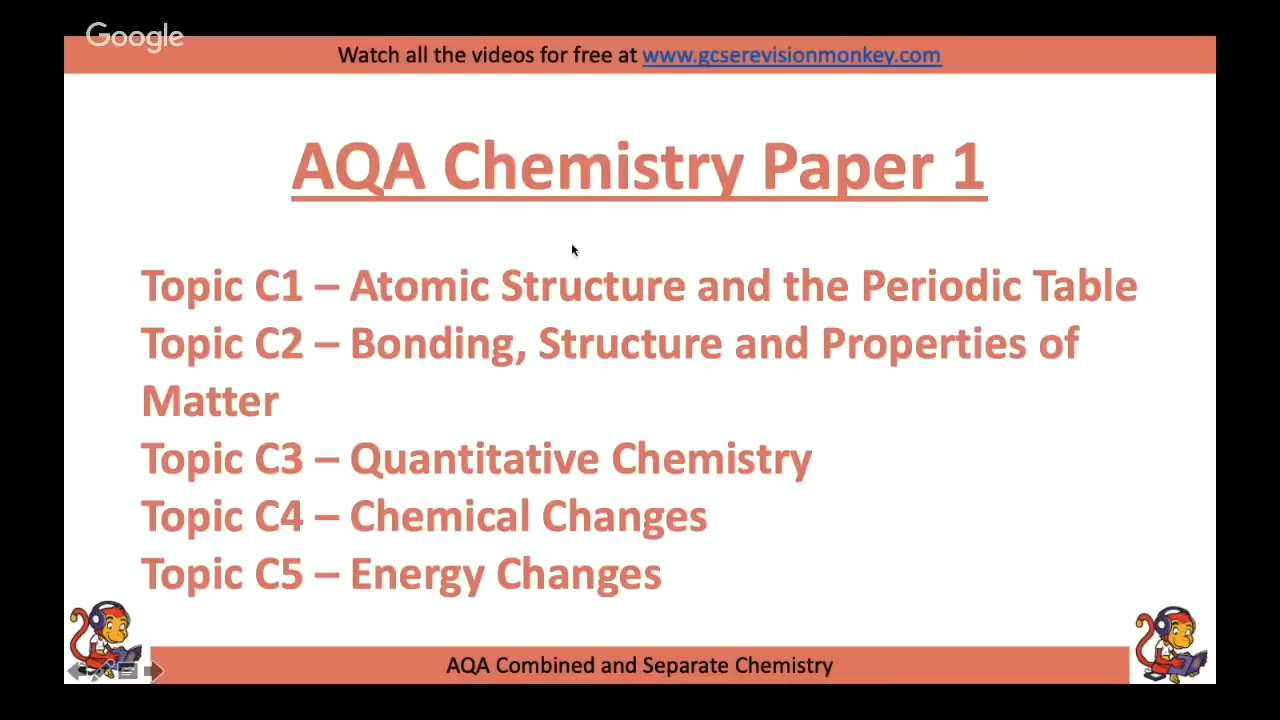 Google
Watch all the videos for free at www.gcserevisionmonkey.com
AQA Chemistry Paper 1
Topic C1 – Atomic Structure and the Periodic Table
Topic C2 – Bonding, Structure and Properties of
Matter
Topic C3 – Quantitative Chemistry
Topic C4 – Chemical Changes
Topic C5 – Energy Changes
AQA Combined and Separate Chemistry